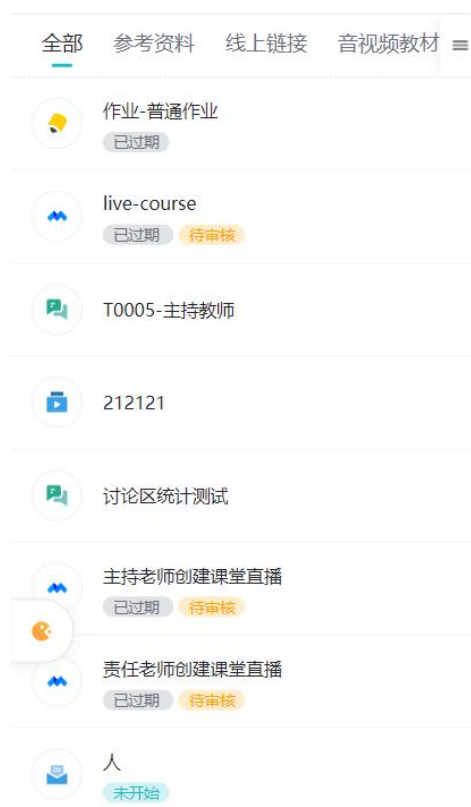 全部 参考资料 线上链接 音视频教材
作业-普通作业
已过期
live-course
已过期 待审核
T0005-主持教师
212121
讨论区统计测试
主持老师创建课堂直播
已过期 待审核
责任老师创建课堂直播
已过期 待审核
人
未开始